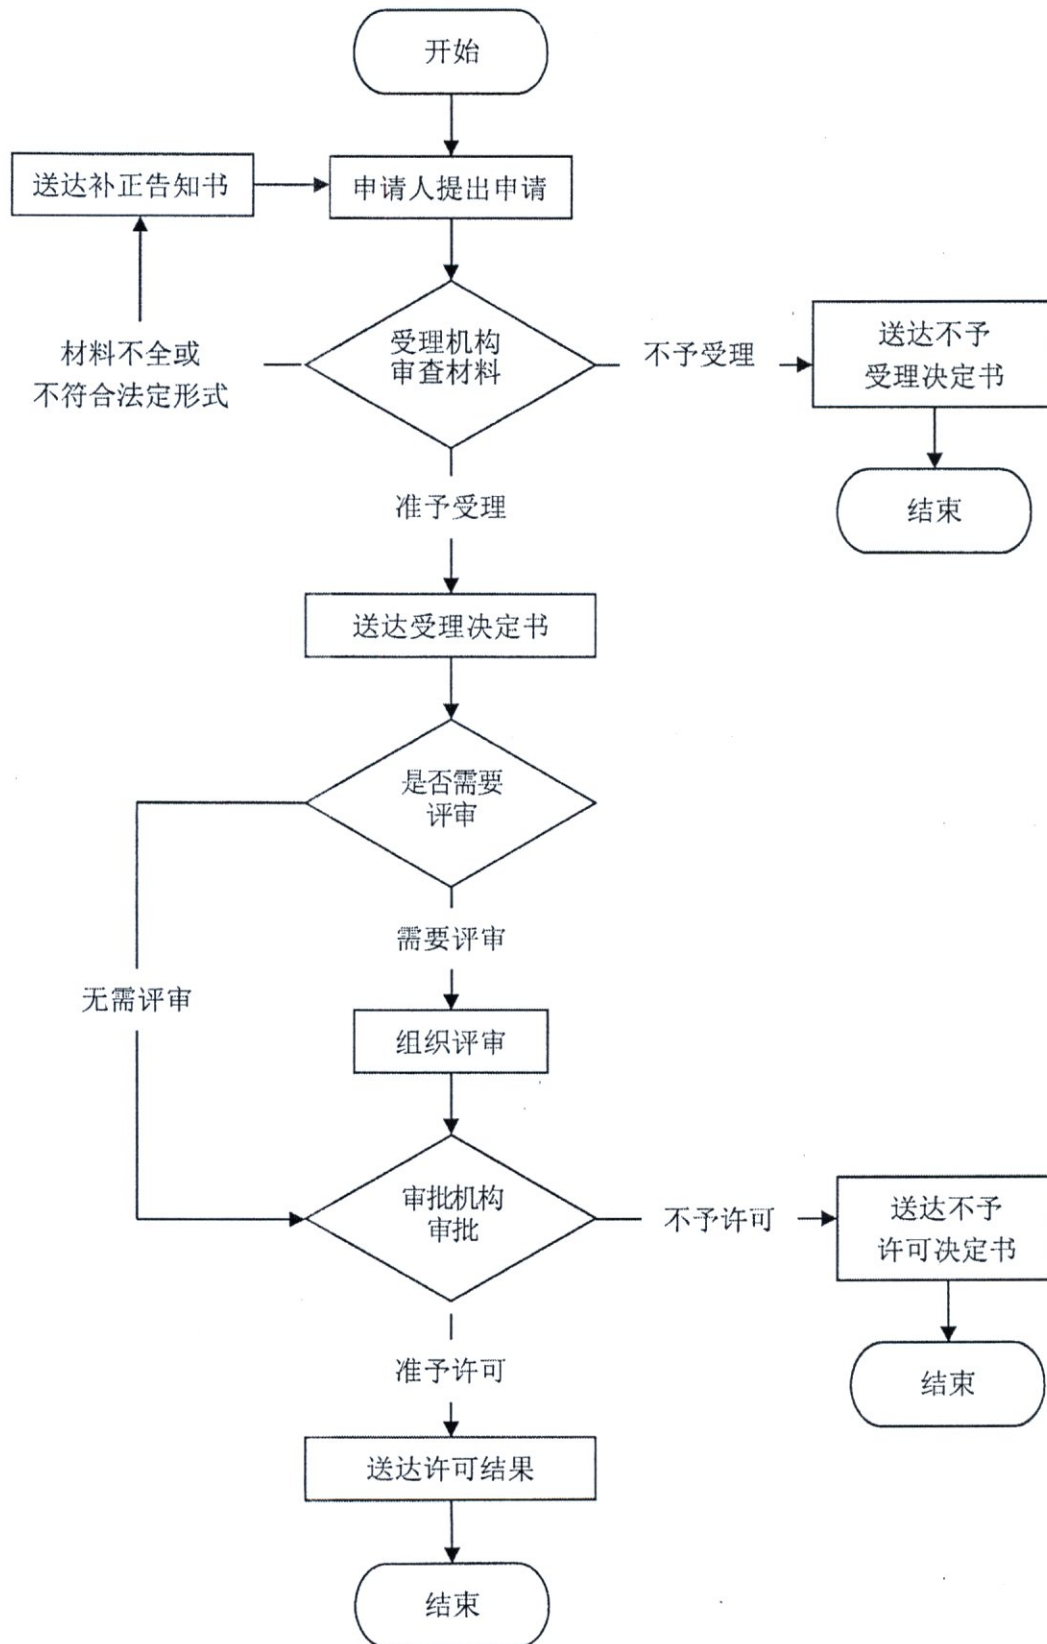 开始
送达补正告知书
申请人提出申请
材料不全或
不符合法定形式
受理机构
审查材料
不予受理
送达不予
受理决定书
结束
准予受理
送达受理决定书
是否需要
评审
需要评审
无需评审
组织评审
审批机构
审批
不予许可
送达不予
许可决定书
结束
准予许可
送达许可结果
结束